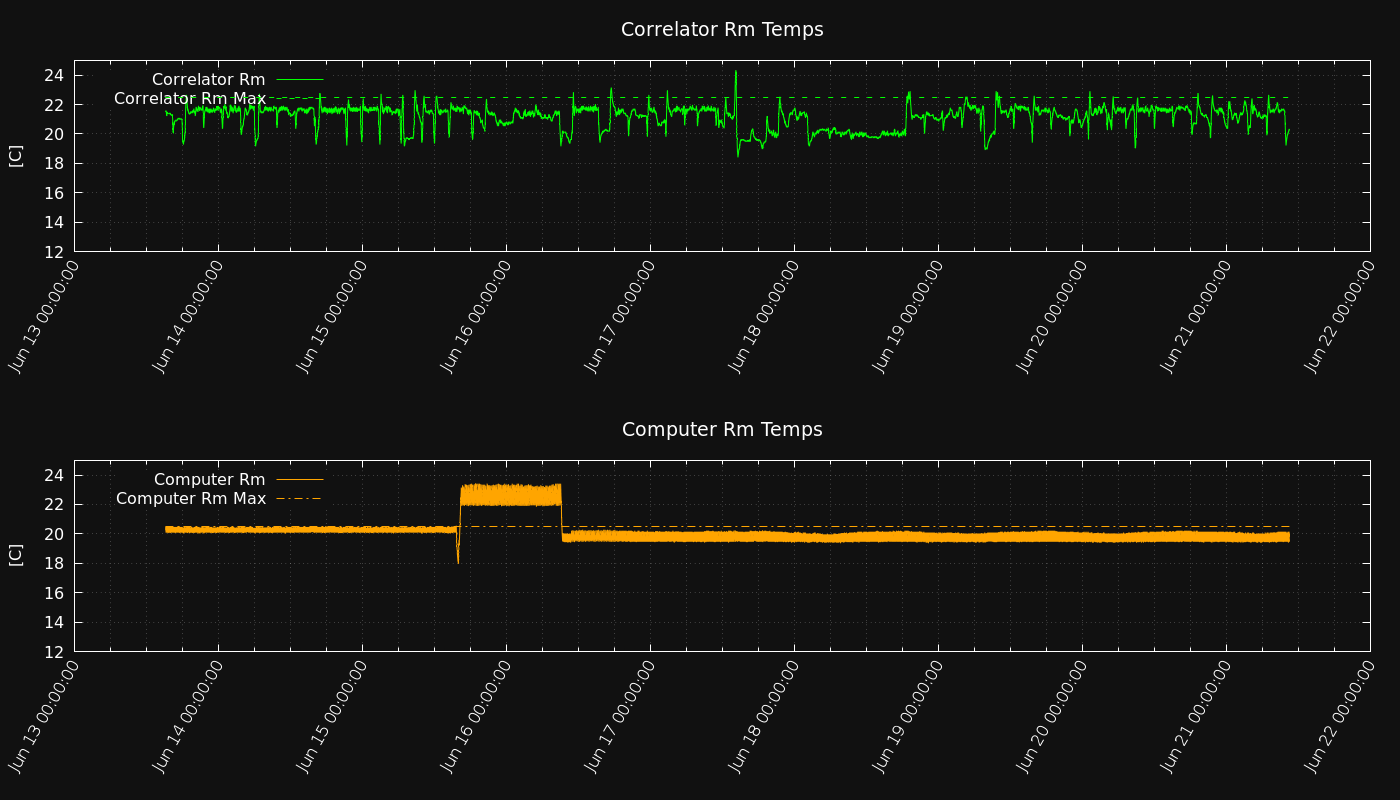 Correlator Rm Temps
Correlator Rm
Correlator Rm Max
24
22
20
18
16
14
12
[C]
Jun 13 00:00:00
Jun 14 00:00:00
Jun 15 00:00:00
Jun 16 00:00:00
Jun 17 00:00:00
Jun 18 00:00:00
Jun 19 00:00:00
Jun 20 00:00:00
Jun 21 00:00:00
Jun 22 00:00:00
Computer Rm Temps
Computer Rm
Computer Rm Max
24
22
20
18
16
14
12
[C]
Jun 13 00:00:00
Jun 14 00:00:00
Jun 15 00:00:00
Jun 16 00:00:00
Jun 17 00:00:00
Jun 18 00:00:00
Jun 19 00:00:00
Jun 20 00:00:00
Jun 21 00:00:00
Jun 22 00:00:00